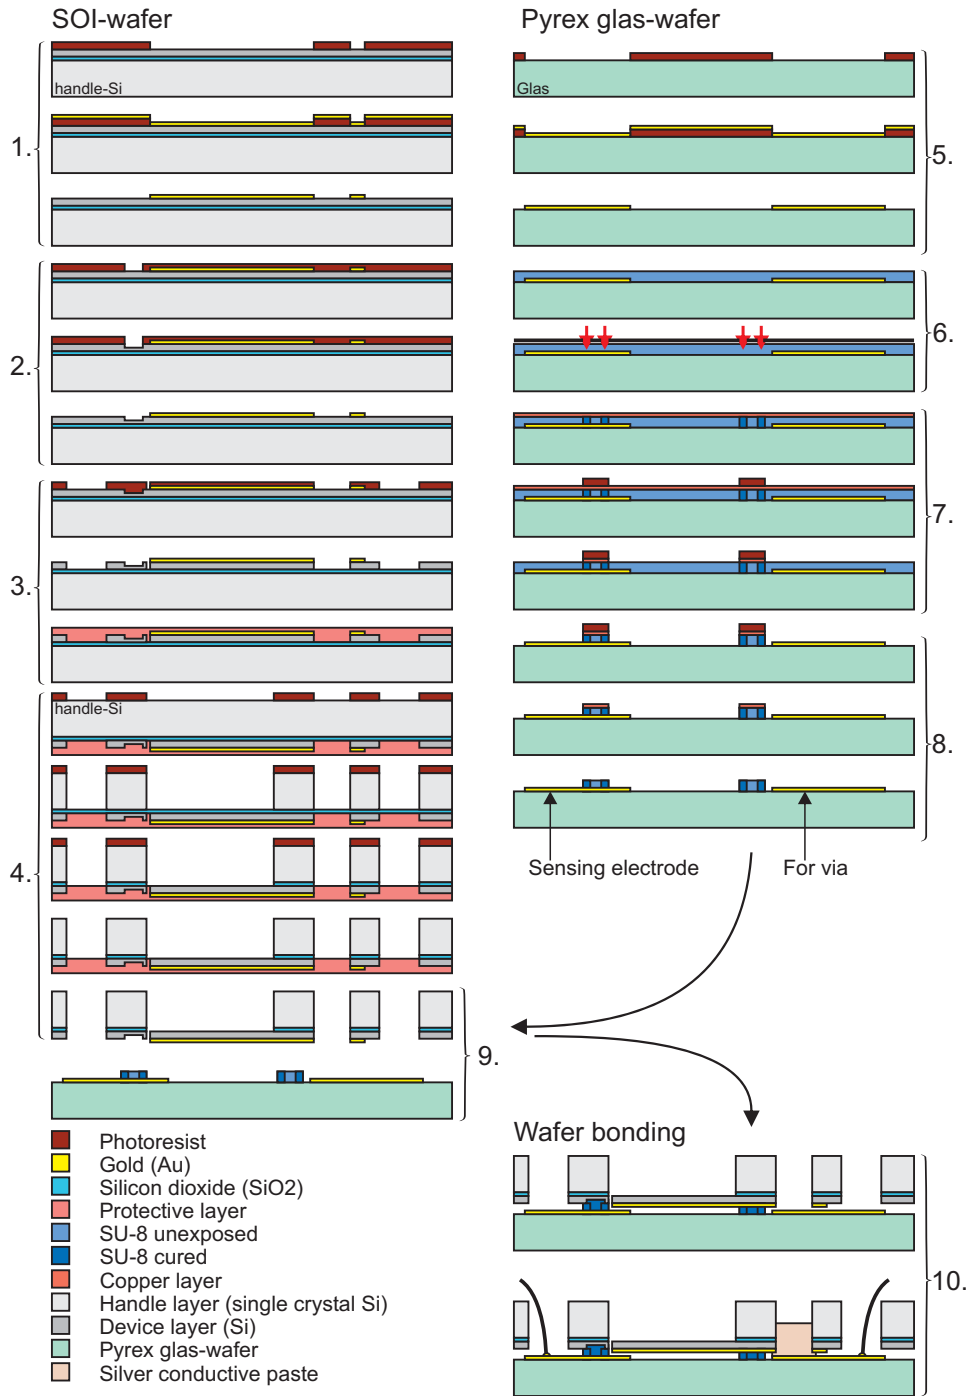 SOI-wafer
handle-Si
1.
2.
3.
handle-Si
4.
Pyrex glas-wafer
Glas
5.
6.
7.
8.
Sensing electrode
For via
9.
Photoresist
Gold (Au)
Silicon dioxide (SiO2)
Protective layer
SU-8 unexposed
SU-8 cured
Copper layer
Handle layer (single crystal Si)
Device layer (Si)
Pyrex glas-wafer
Silver conductive paste
Wafer bonding
10.